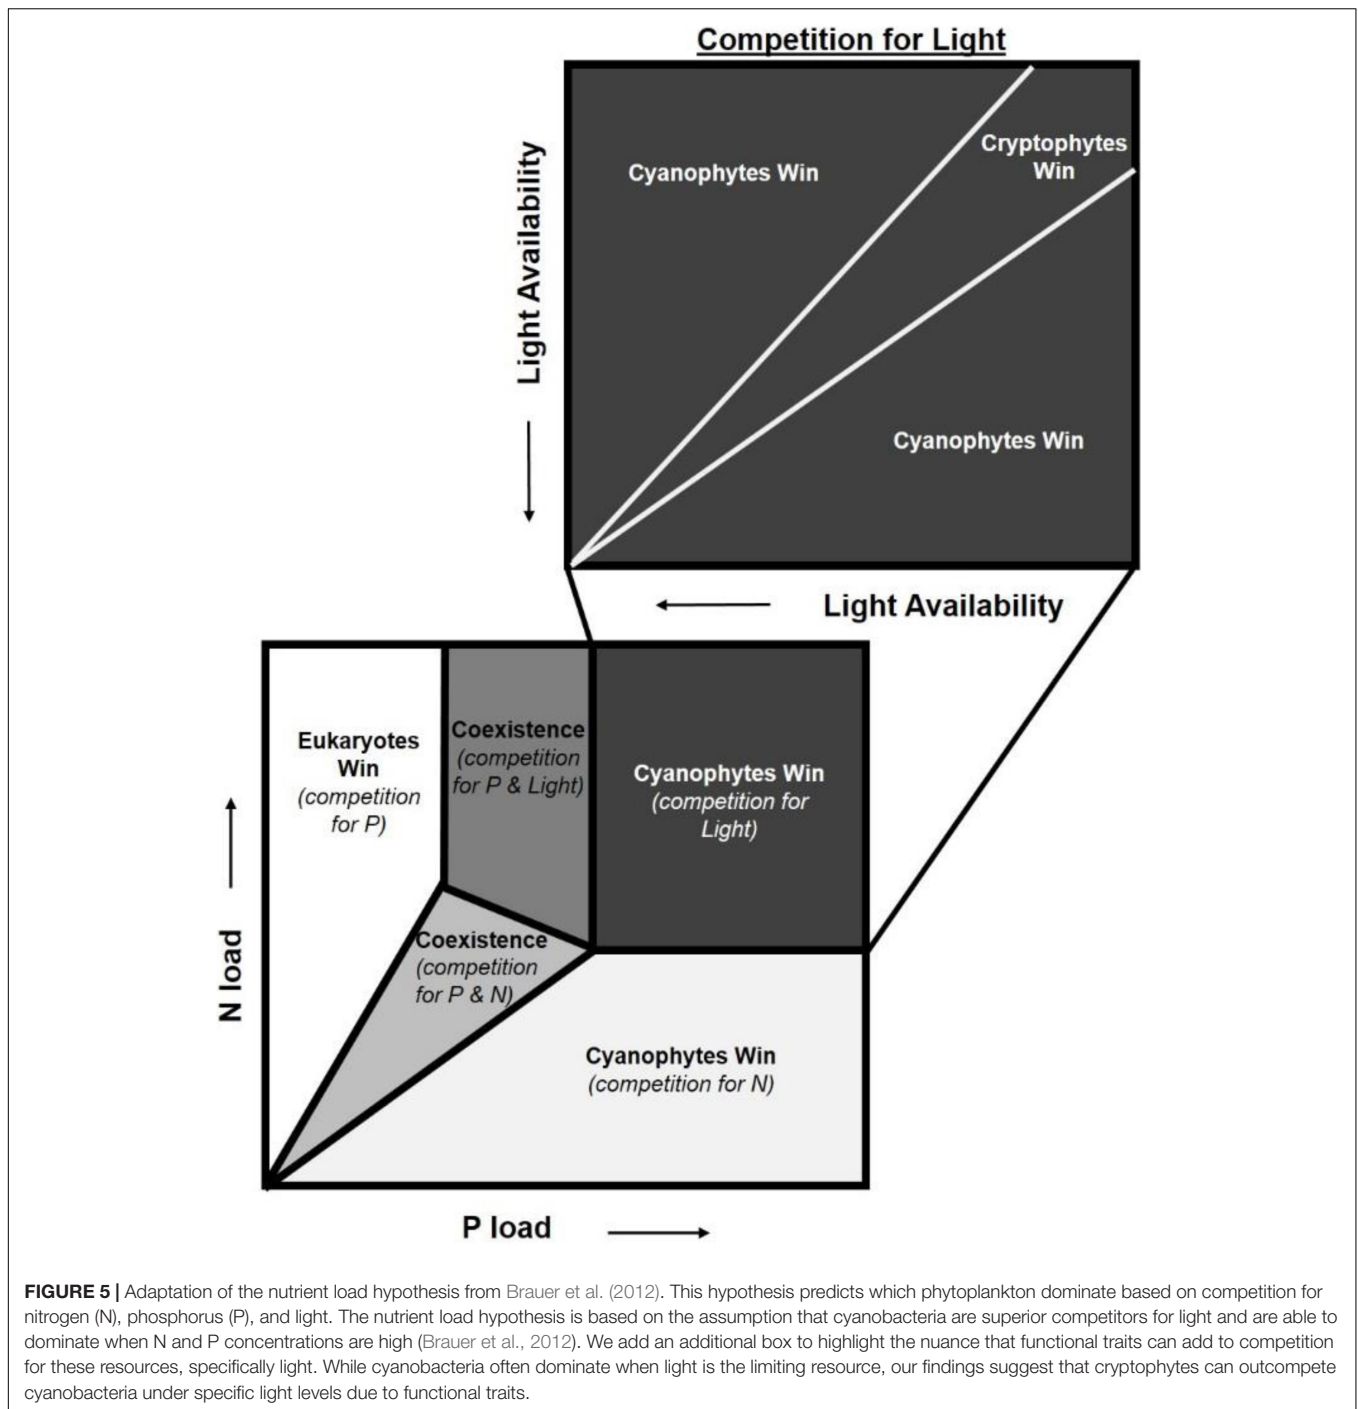 Competition for Light
Light Availability
Cyanophytes Win
Cryptophytes
Win
Cyanophytes Win
Light Availability
N load
Eukaryotes
Win
(competition
for P)
Coexistence
(competition
for P & Light)
Cyanophytes Win
(competition for
Light)
Coexistence
(competition
for P & N)
Cyanophytes Win
(competition for N)
P load
FIGURE 5 | Adaptation of the nutrient load hypothesis from Brauer et al. (2012). This hypothesis predicts which phytoplankton dominate based on competition for
nitrogen (N), phosphorus (P), and light. The nutrient load hypothesis is based on the assumption that cyanobacteria are superior competitors for light and are able to
dominate when N and P concentrations are high (Brauer et al., 2012). We add an additional box to highlight the nuance that functional traits can add to competition
for these resources, specifically light. While cyanobacteria often dominate when light is the limiting resource, our findings suggest that cryptophytes can outcompete
cyanobacteria under specific light levels due to functional traits.